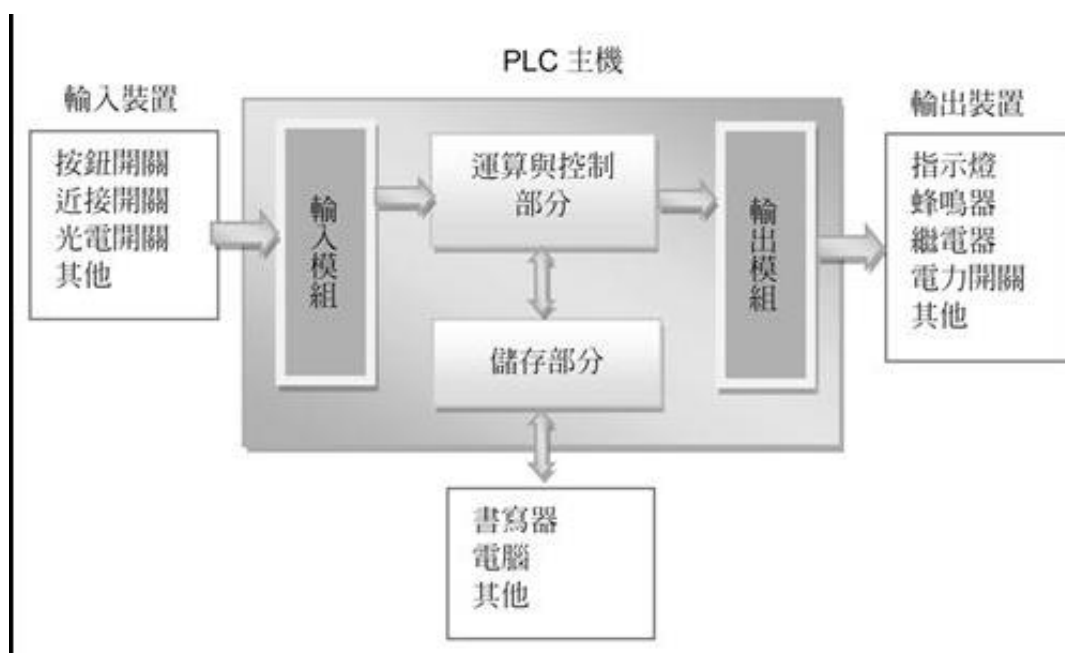 PLC 主機
輸入裝置
按鈕開關
近接開關
光電開關
其他
輸入模組
運算與控制
部分
儲存部分
輸出模組
輸出裝置
指示燈
蜂鳴器
繼電器
電力開關
其他
書寫器
電腦
其他